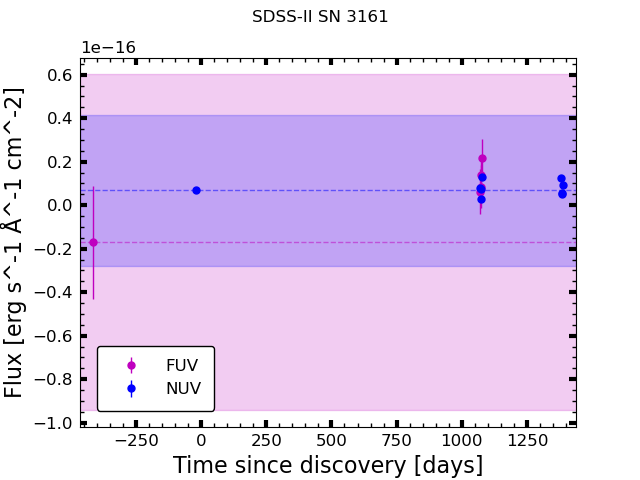 SDSS-II SN 3161
1e−16
0.6
0.4
0.2
0.0
−0.2
−0.4
−0.6
−0.8
−1.0
Flux [erg s^-1 Å^-1 cm^-2]
FUV
NUV
−250
0
250
500
750
1000
1250
Time since discovery [days]